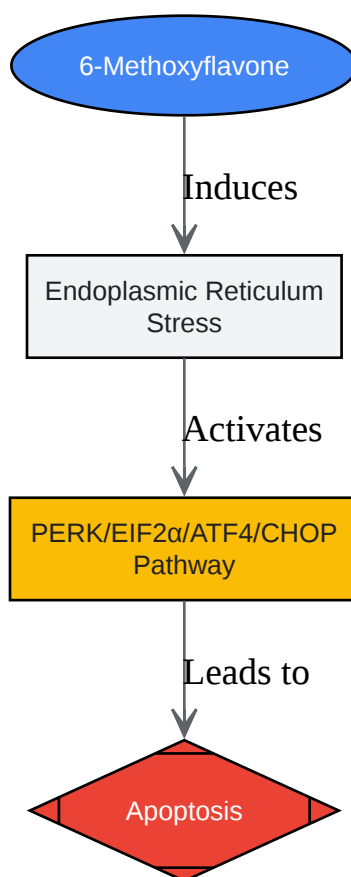 6-Methoxyflavone
Induces
Endoplasmic Reticulum
Stress
Activates
PERK/EIF2α/ATF4/CHOP
Pathway
Leads to
Apoptosis